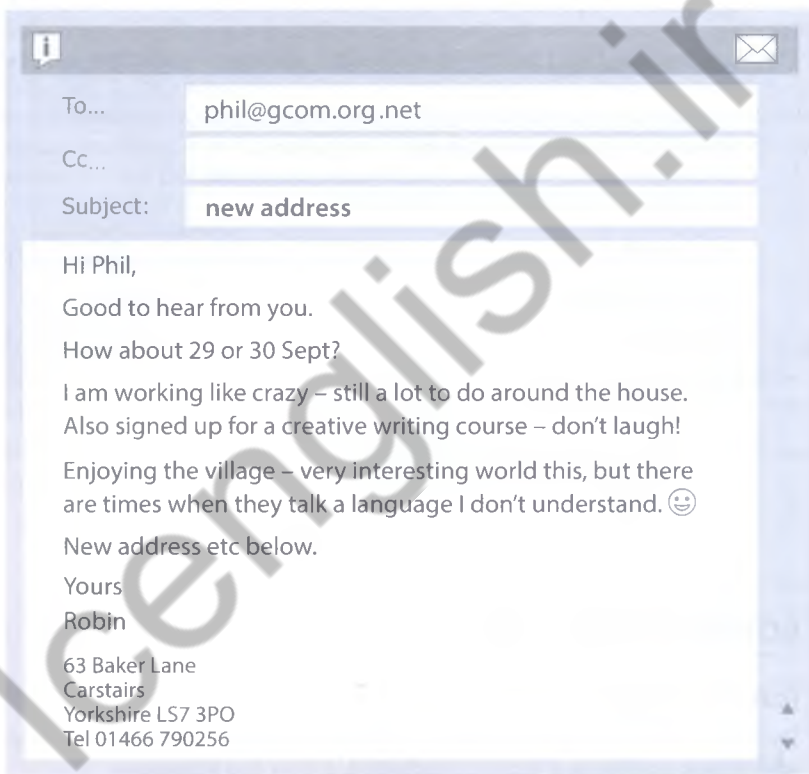 To...
phil@gcom.org.net
Cc...
Subject:
new address
Hi Phil,
Good to hear from you.
How about 29 or 30 Sept?
I am working like crazy – still a lot to do around the house.
Also signed up for a creative writing course – don't laugh!
Enjoying the village – very interesting world this, but there
are times when they talk a language I don't understand. 😀
New address etc below.
Yours
Robin
63 Baker Lane
Carstairs
Yorkshire LS7 3PO
Tel 01466 790256
Icenglish.ir